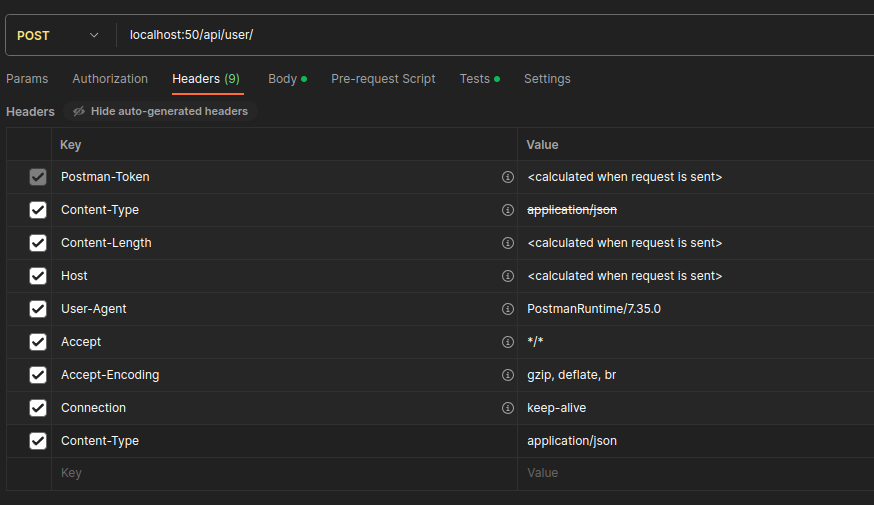 POST localhost:50/api/user/
Params Authorization Headers (9) Body Pre-request Script Tests Settings
Headers Hide auto-generated headers
Key Value
Postman-Token <calculated when request is sent>
Content-Type application/json
Content-Length <calculated when request is sent>
Host <calculated when request is sent>
User-Agent PostmanRuntime/7.35.0
Accept */*
Accept-Encoding gzip, deflate, br
Connection keep-alive
Content-Type application/json
Key Value